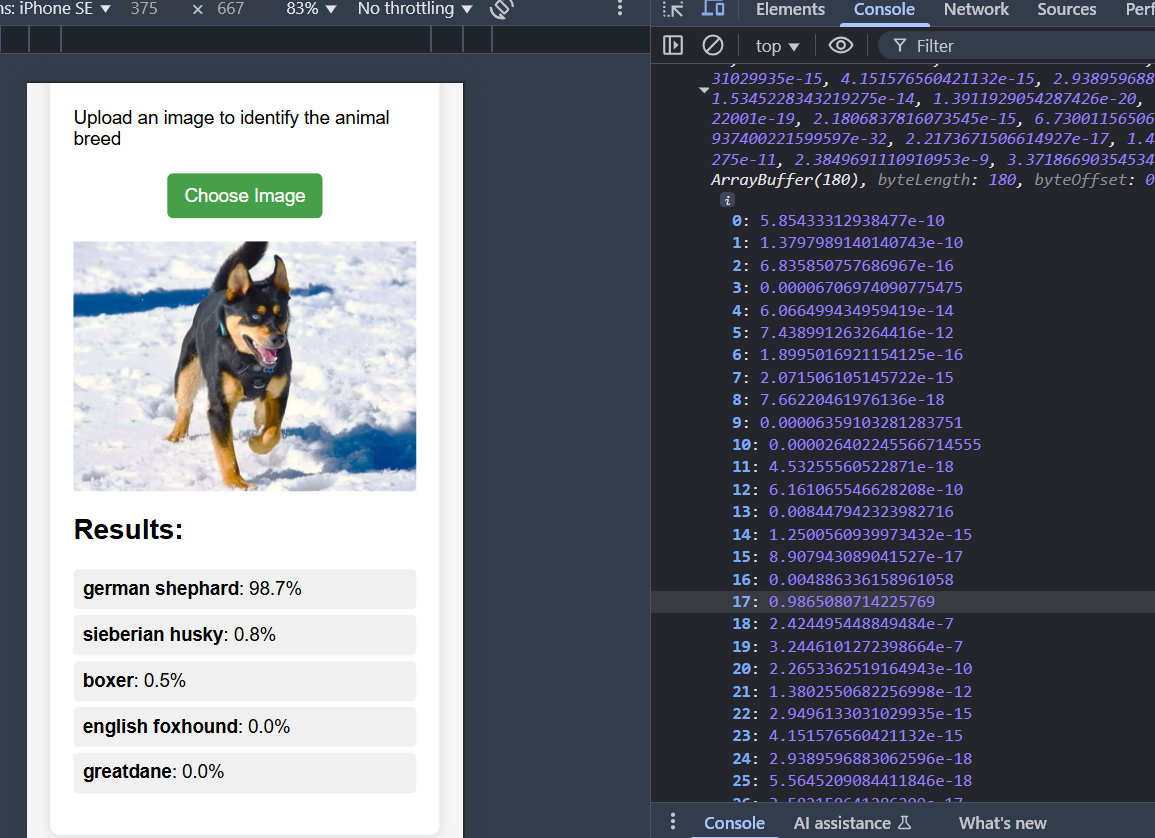 ns: iPhone SE 375 × 667 83% No throttling
Elements Console Network Sources Perf
top Filter
Upload an image to identify the animal
breed
Choose Image
Results:
german shephard: 98.7%
sieberian husky: 0.8%
boxer: 0.5%
english foxhound: 0.0%
greatdane: 0.0%
31029935e-15, 4.151576560421132e-15, 2.938959688
1.5345228343219275e-14, 1.3911929054287426e-20,
22001e-19, 2.1806837816073545e-15, 6.73001156506
937400221599597e-32, 2.2173671506614927e-17, 1.4
275e-11, 2.3849691110910953e-9, 3.37186690354534
ArrayBuffer(180), byteLength: 180, byteOffset: 0
i
0: 5.85433312938477e-10
1: 1.3797989140140743e-10
2: 6.835850757686967e-16
3: 0.00006706974090775475
4: 6.066499434959419e-14
5: 7.438991263264416e-12
6: 1.8995016921154125e-16
7: 2.071506105145722e-15
8: 7.66220461976136e-18
9: 0.00006359103281283751
10: 0.000026402245566714555
11: 4.53255560522871e-18
12: 6.161065546628208e-10
13: 0.008447942323982716
14: 1.2500560939973432e-15
15: 8.907943089041527e-17
16: 0.004886336158961058
17: 0.9865080714225769
18: 2.424495448849484e-7
19: 3.2446101272398664e-7
20: 2.2653362519164943e-10
21: 1.3802550682256998e-12
22: 2.9496133031029935e-15
23: 4.151576560421132e-15
24: 2.9389596883062596e-18
25: 5.5645209084411846e-18
Console AI assistance What's new